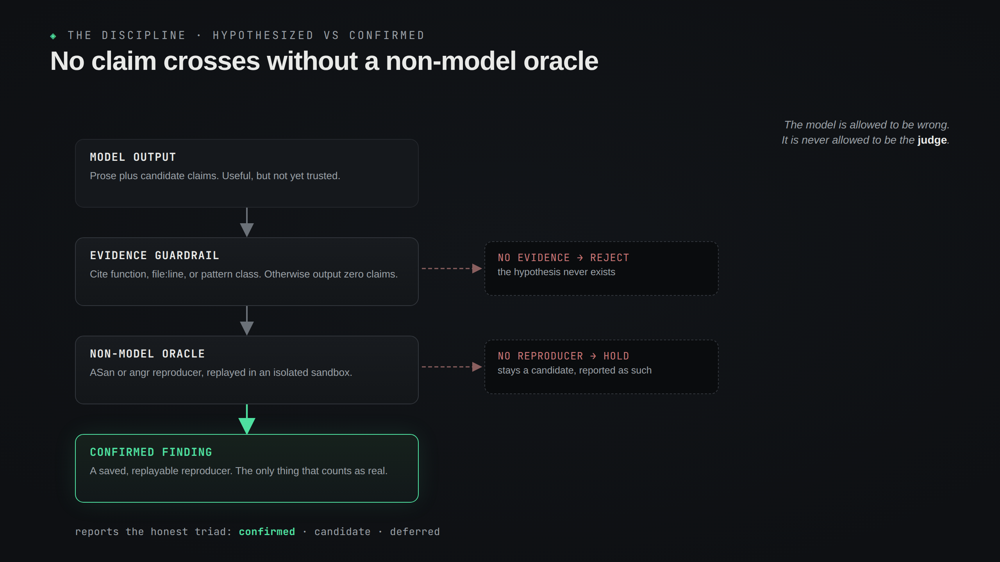 ◈ THE DISCIPLINE · HYPOTHESIZED VS CONFIRMED
No claim crosses without a non-model oracle
The model is allowed to be wrong.
It is never allowed to be the judge.
MODEL OUTPUT
Prose plus candidate claims. Useful, but not yet trusted.
EVIDENCE GUARDRAIL
Cite function, file:line, or pattern class. Otherwise output zero claims.
NO EVIDENCE → REJECT
the hypothesis never exists
NON-MODEL ORACLE
ASan or angr reproducer, replayed in an isolated sandbox.
NO REPRODUCER → HOLD
stays a candidate, reported as such
CONFIRMED FINDING
A saved, replayable reproducer. The only thing that counts as real.
reports the honest triad: confirmed · candidate · deferred